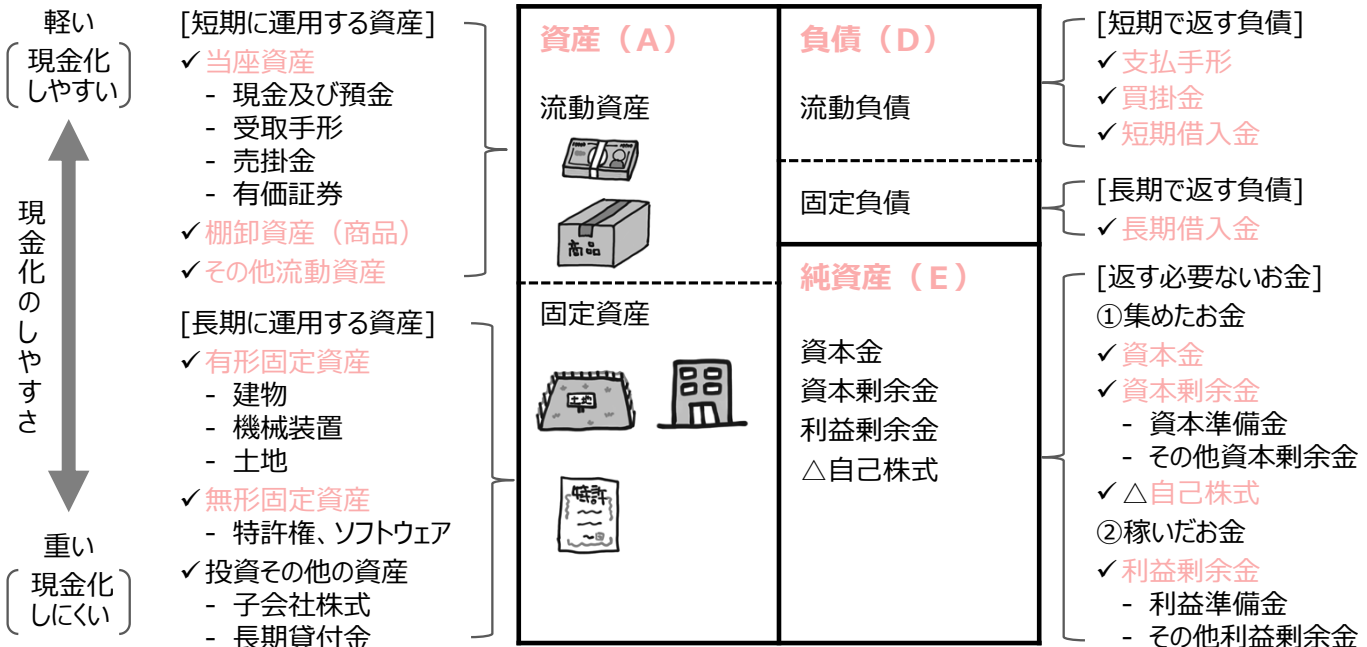 軽い
現金化
しやすい
現金化のしやすさ
重い
現金化
しにくい
[短期に運用する資産]
✓当座資産
- 現金及び預金
- 受取手形
- 売掛金
- 有価証券
✓棚卸資産（商品）
✓その他流動資産
[長期に運用する資産]
✓有形固定資産
- 建物
- 機械装置
- 土地
✓無形固定資産
- 特許権、ソフトウェア
✓投資その他の資産
- 子会社株式
- 長期貸付金
資産（A）
流動資産
商品
固定資産
土地
特許
負債（D）
流動負債
固定負債
純資産（E）
資本金
資本剰余金
利益剰余金
△自己株式
[短期で返す負債]
✓支払手形
✓買掛金
✓短期借入金
[長期で返す負債]
✓長期借入金
[返す必要ないお金]
①集めたお金
✓資本金
✓資本剰余金
- 資本準備金
- その他資本剰余金
✓△自己株式
②稼いだお金
✓利益剰余金
- 利益準備金
- その他利益剰余金